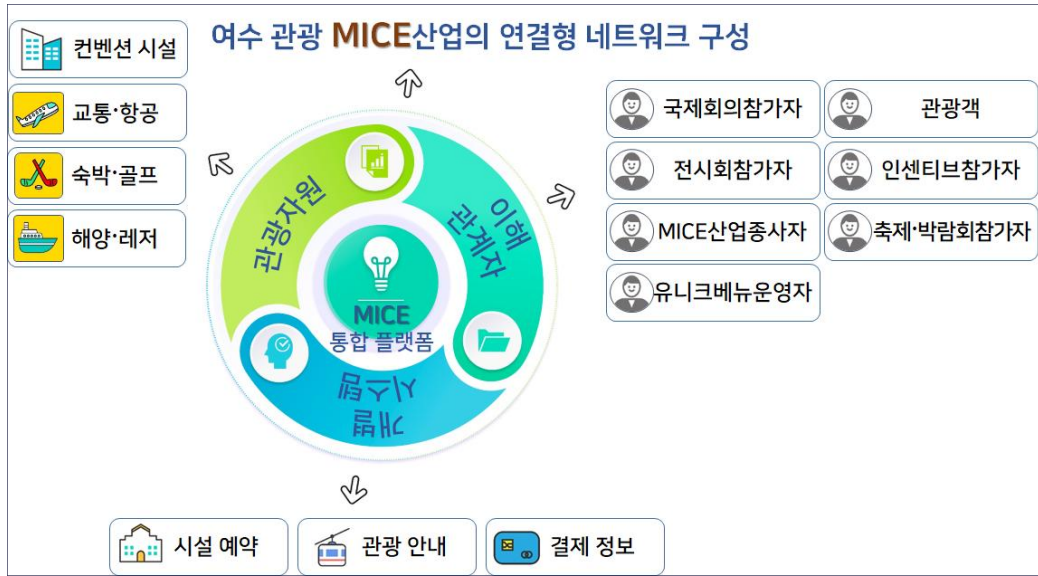 여수 관광 MICE산업의 연결형 네트워크 구성
컨벤션 시설
교통·항공
숙박·골프
해양·레저
관광자원
이해
관계자
MICE
통합 플랫폼
시스템
개별
국제회의참가자
관광객
전시회참가자
인센티브참가자
MICE산업종사자
축제·박람회참가자
유니크베뉴운영자
시설 예약
관광 안내
결제 정보